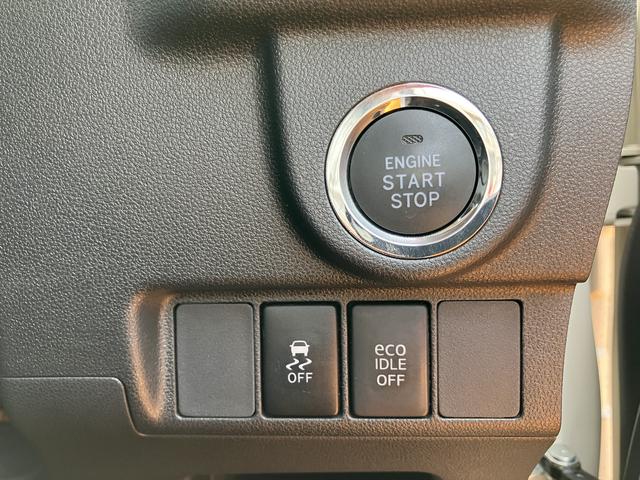 ENGINE
START
STOP
OFF
eco
IDLE
OFF